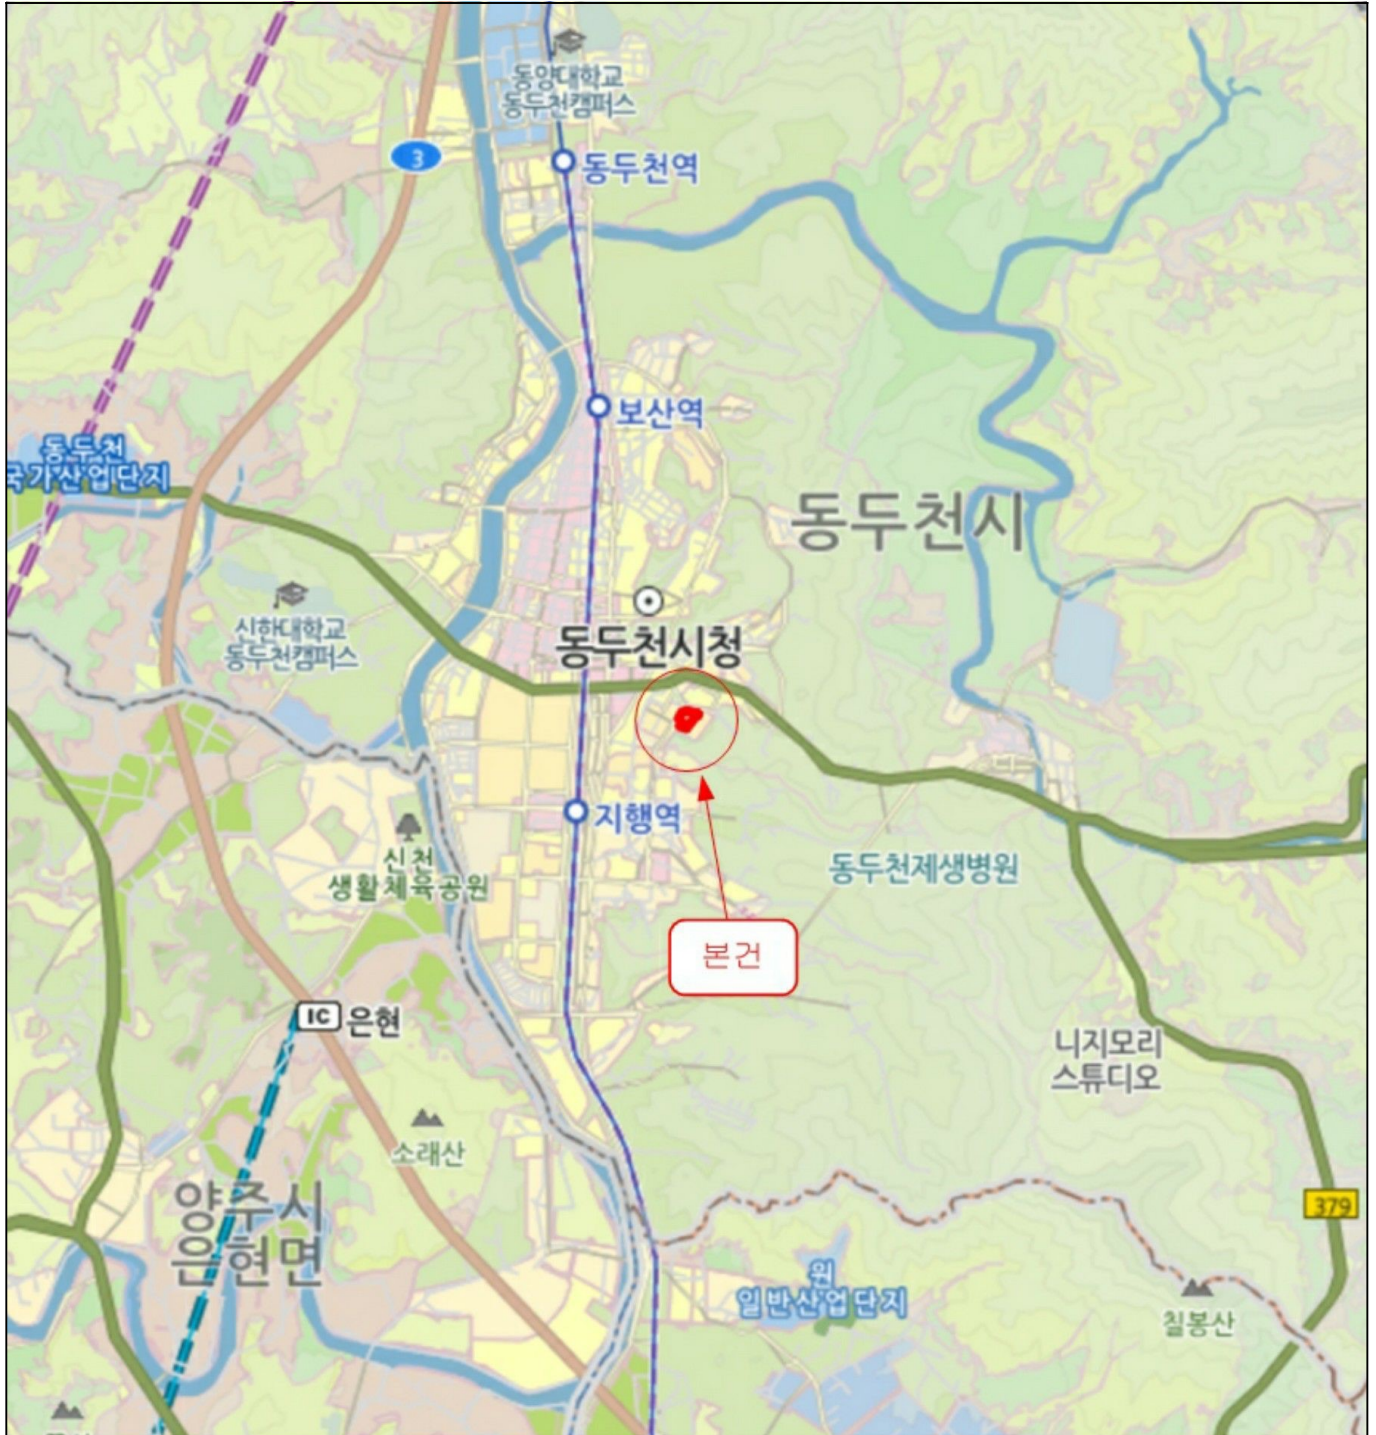 동양대학교
동두천캠퍼스
3
동두천역
보산역
동두천
국가산업단지
동두천시
신한대학교
동두천캠퍼스
동두천시청
지행역
신천
생활체육공원
동두천제생병원
본건
IC 은현
니지모리
스튜디오
소래산
양주시
은현면
379
원
일반산업단지
칠봉산